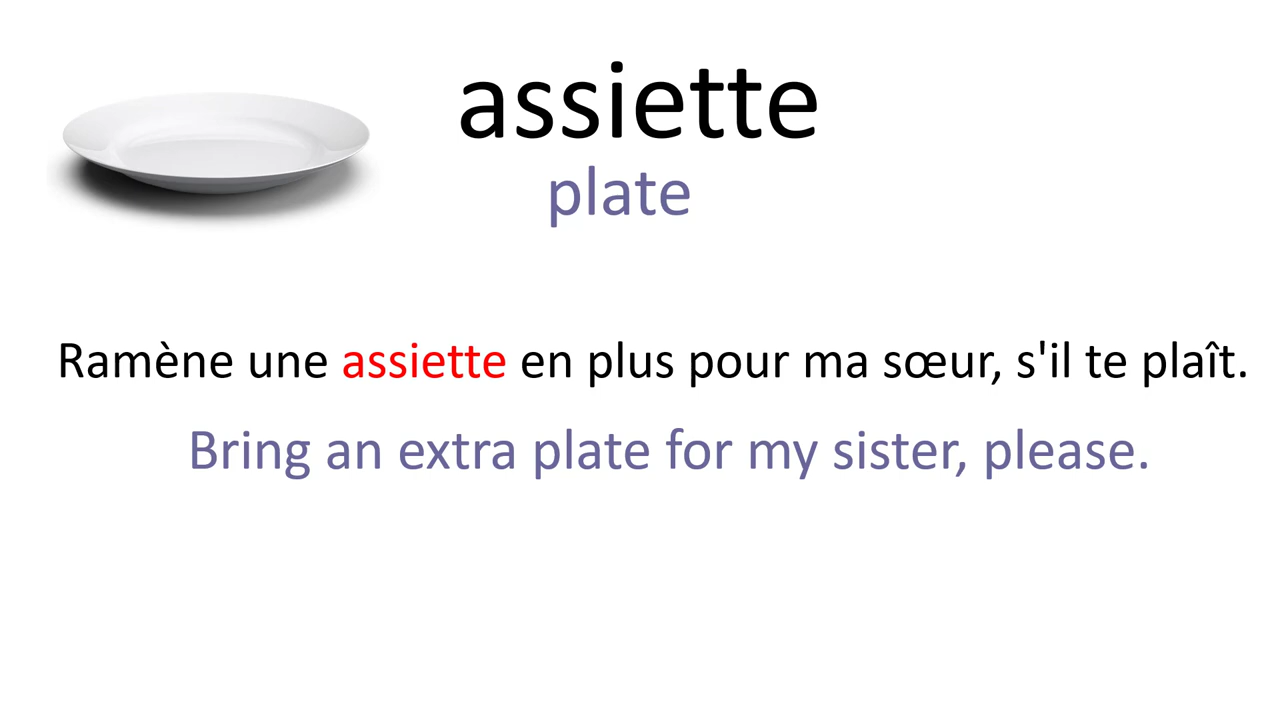 assiette
plate
Ramène une assiette en plus pour ma sœur, s'il te plaît.
Bring an extra plate for my sister, please.